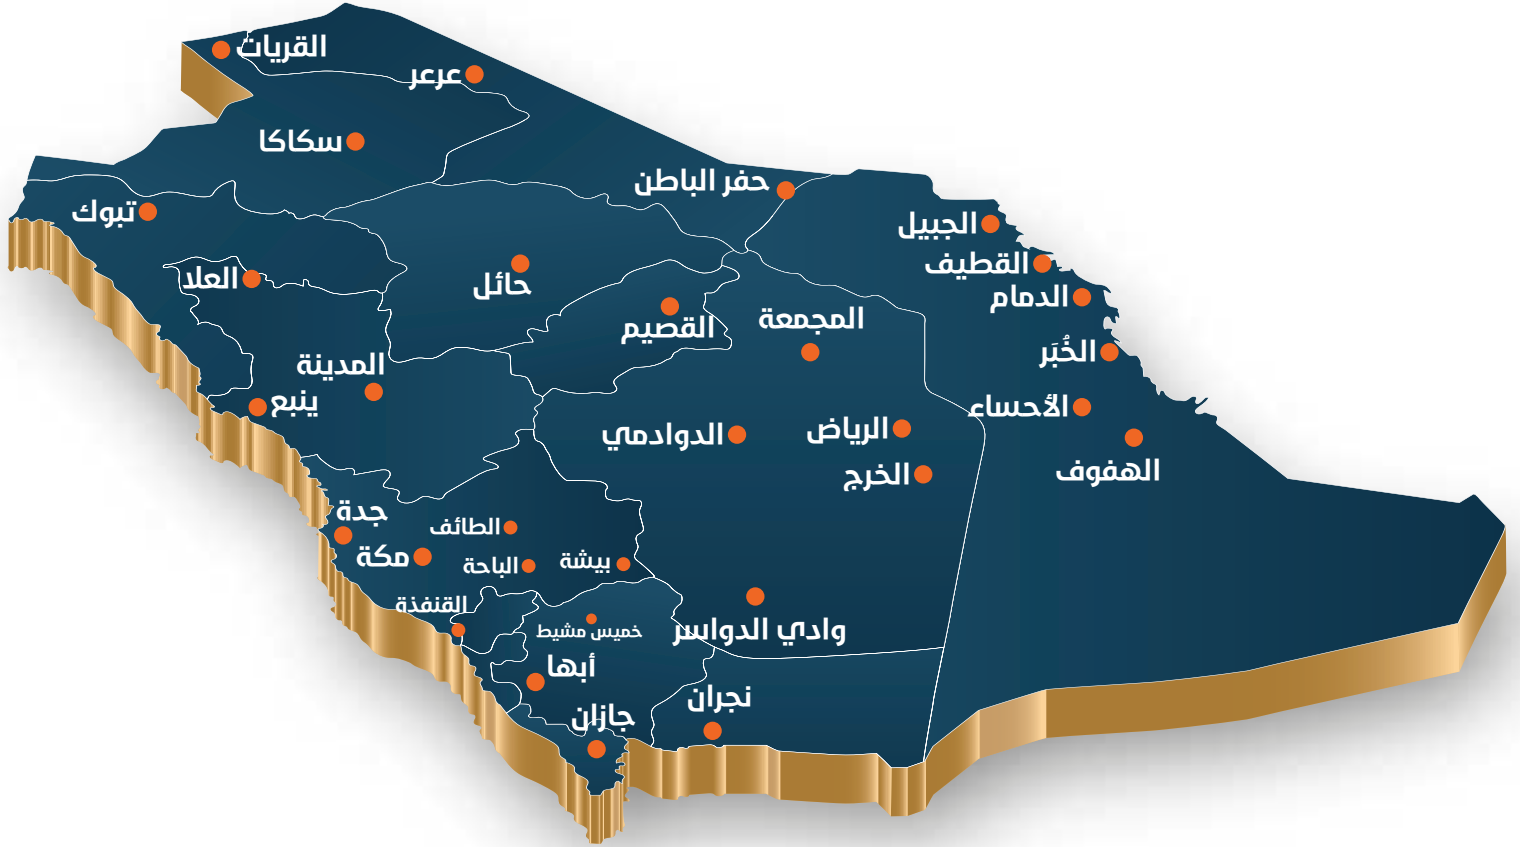 القريات
عرعر
سكاكا
حفر الباطن
تبوك
الجبيل
القطيف
العلا
حائل
الدمام
القصيم
المجمعة
الخُبَر
المدينة
ينبع
الأحساء
الرياض
الدوادمي
الهفوف
الخرج
جدة
الطائف
مكة
بيشة
الباحة
القنفذة
خميس مشيط
وادي الدواسر
أبها
نجران
جازان